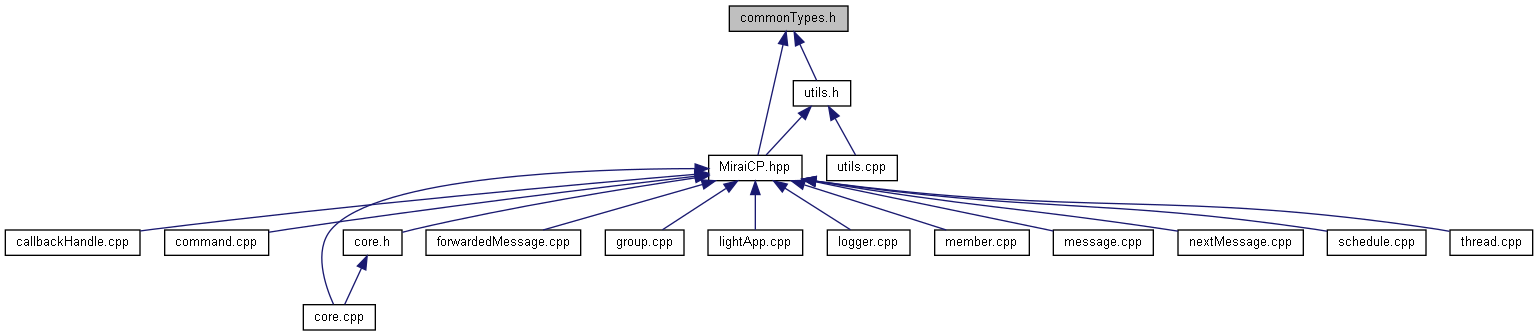 commonTypes.h
utils.h
MiraiCP.hpp
utils.cpp
callbackHandle.cpp
command.cpp
core.h
forwardedMessage.cpp
group.cpp
lightApp.cpp
logger.cpp
member.cpp
message.cpp
nextMessage.cpp
schedule.cpp
thread.cpp
core.cpp